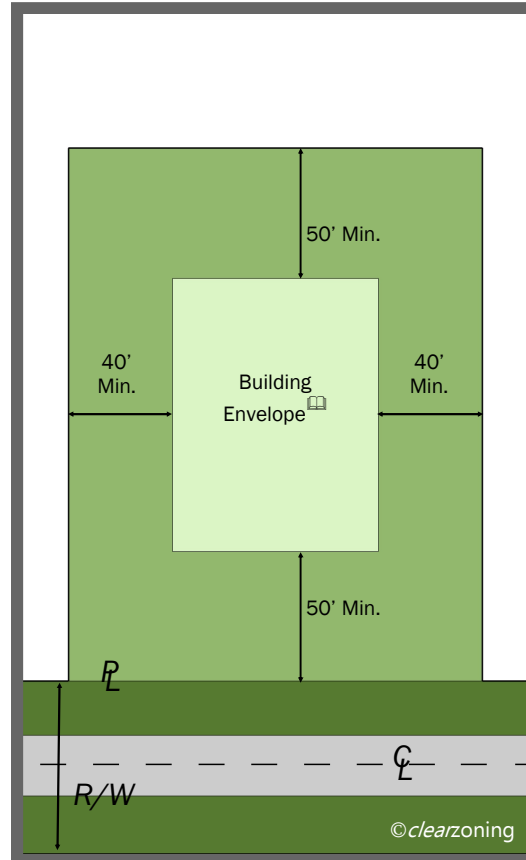 50’ Min.
40’
Min.
Building
Envelope
40’
Min.
50’ Min.
PL
CL
R/W
©clearzoning